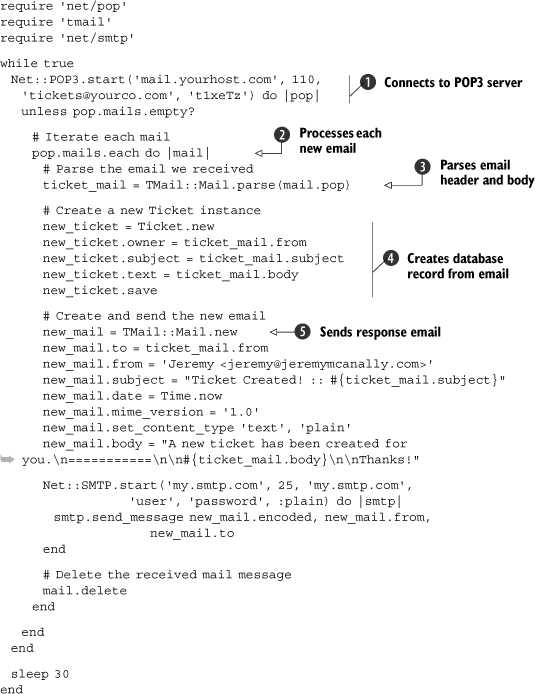 require 'net/pop'
require 'tmail'
require 'net/smtp'
while true
Net::POP3.start('mail.yourhost.com', 110,
'tickets@yourco.com', 't1xeTz') do |pop|
1 Connects to POP3 server
unless pop.mails.empty?
# Iterate each mail
pop.mails.each do |mail|
2 Processes each
new email
# Parse the email we received
ticket_mail = TMail::Mail.parse(mail.pop)
3 Parses email
header and body
# Create a new Ticket instance
new_ticket = Ticket.new
new_ticket.owner = ticket_mail.from
new_ticket.subject = ticket_mail.subject
new_ticket.text = ticket_mail.body
new_ticket.save
4 Creates database
record from email
# Create and send the new email
new_mail = TMail::Mail.new
5 Sends response email
new_mail.to = ticket_mail.from
new_mail.from = 'Jeremy <jeremy@jeremymcanally.com>'
new_mail.subject = "Ticket Created! :: #{ticket_mail.subject}"
new_mail.date = Time.now
new_mail.mime_version = '1.0'
new_mail.set_content_type 'text', 'plain'
new_mail.body = "A new ticket has been created for
you.\n===========\n\n#{ticket_mail.body}\n\nThanks!"
Net::SMTP.start('my.smtp.com', 25, 'my.smtp.com',
'user', 'password', :plain) do |smtp|
smtp.send_message new_mail.encoded, new_mail.from,
new_mail.to
end
# Delete the received mail message
mail.delete
end
end
end
sleep 30
end